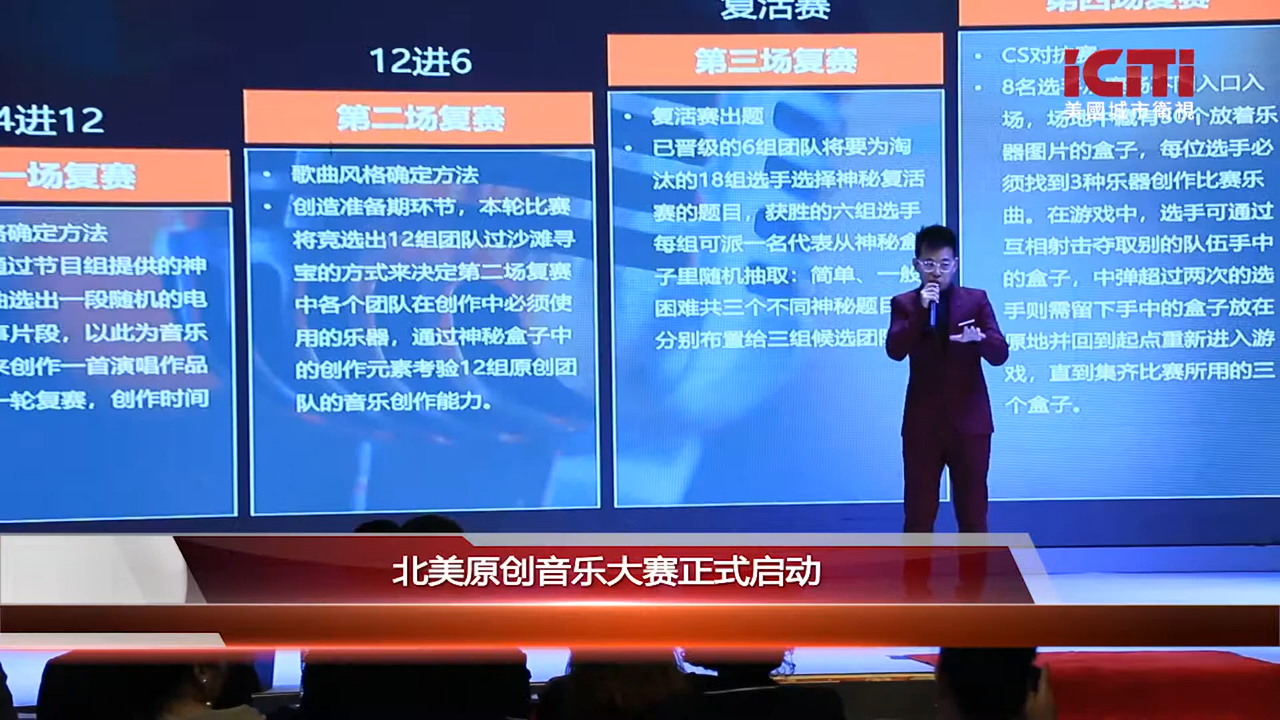 4进12
一场复赛
确定方法
过节目组提供的神
选出一段随机的电
片段，以此为音乐
创作一首演唱作品
一轮复赛，创作时间
12进6
第二场复赛
• 歌曲风格确定方法
• 创造准备期环节，本轮比赛
将竞选出12组团队过沙滩寻
宝的方式来决定第二场复赛
中各个团队在创作中必须使
用的乐器，通过神秘盒子中
的创作元素考验12组原创团
队的音乐创作能力。
复活赛
第三场复赛
• 复活赛出题
• 已晋级的6组团队将要为淘
汰的18组选手选择神秘复活
赛的题目，获胜的六组选手
每组可派一名代表从神秘盒
子里随机抽取：简单、一般
困难共三个不同神秘题目
分别布置给三组候选团队
第四场复赛
• CS对抗赛
• 8名选手 入口入
场，场地中藏有 个放着乐
器图片的盒子，每位选手必
须找到3种乐器创作比赛乐
曲。在游戏中，选手可通过
互相射击夺取别的队伍手中
的盒子，中弹超过两次的选
手则需留下手中的盒子放在
原地并回到起点重新进入游
戏，直到集齐比赛所用的三
个盒子。
iCiTi
美國城市衛視
北美原创音乐大赛正式启动